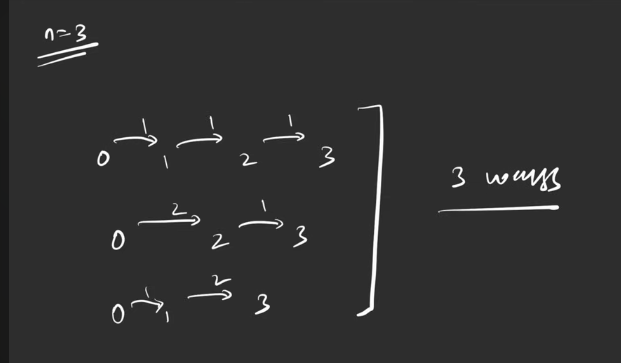 n=3
1 1 1
0 → 1 → 2 → 3
2 1
0 → 2 → 3
1 2
0 → 1 → 3
3 ways